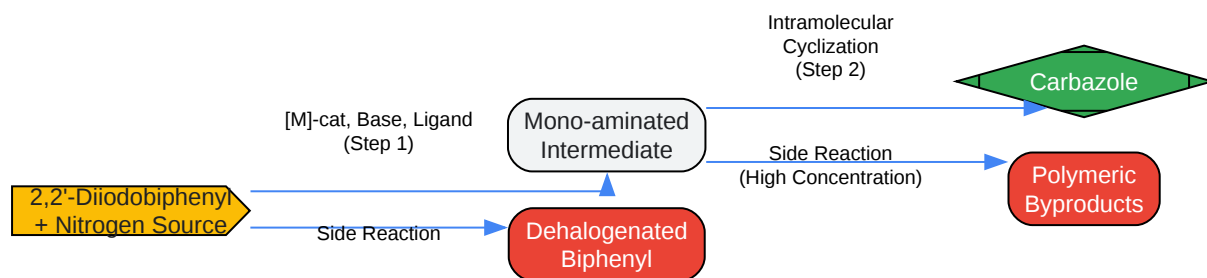 Intramolecular
Cyclization
(Step 2)
Carbazole
[M]-cat, Base, Ligand
(Step 1)
Mono-aminated
Intermediate
Side Reaction
(High Concentration)
Polymeric
Byproducts
2,2'-Diiodobiphenyl
+ Nitrogen Source
Side Reaction
Dehalogenated
Biphenyl